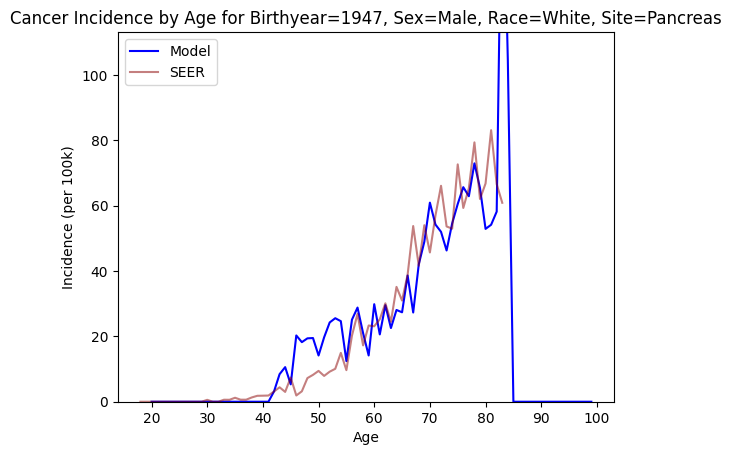 Cancer Incidence by Age for Birthyear=1947, Sex=Male, Race=White, Site=Pancreas
Model
SEER
Incidence (per 100k)
100
80
60
40
20
0
20 30 40 50 60 70 80 90 100
Age